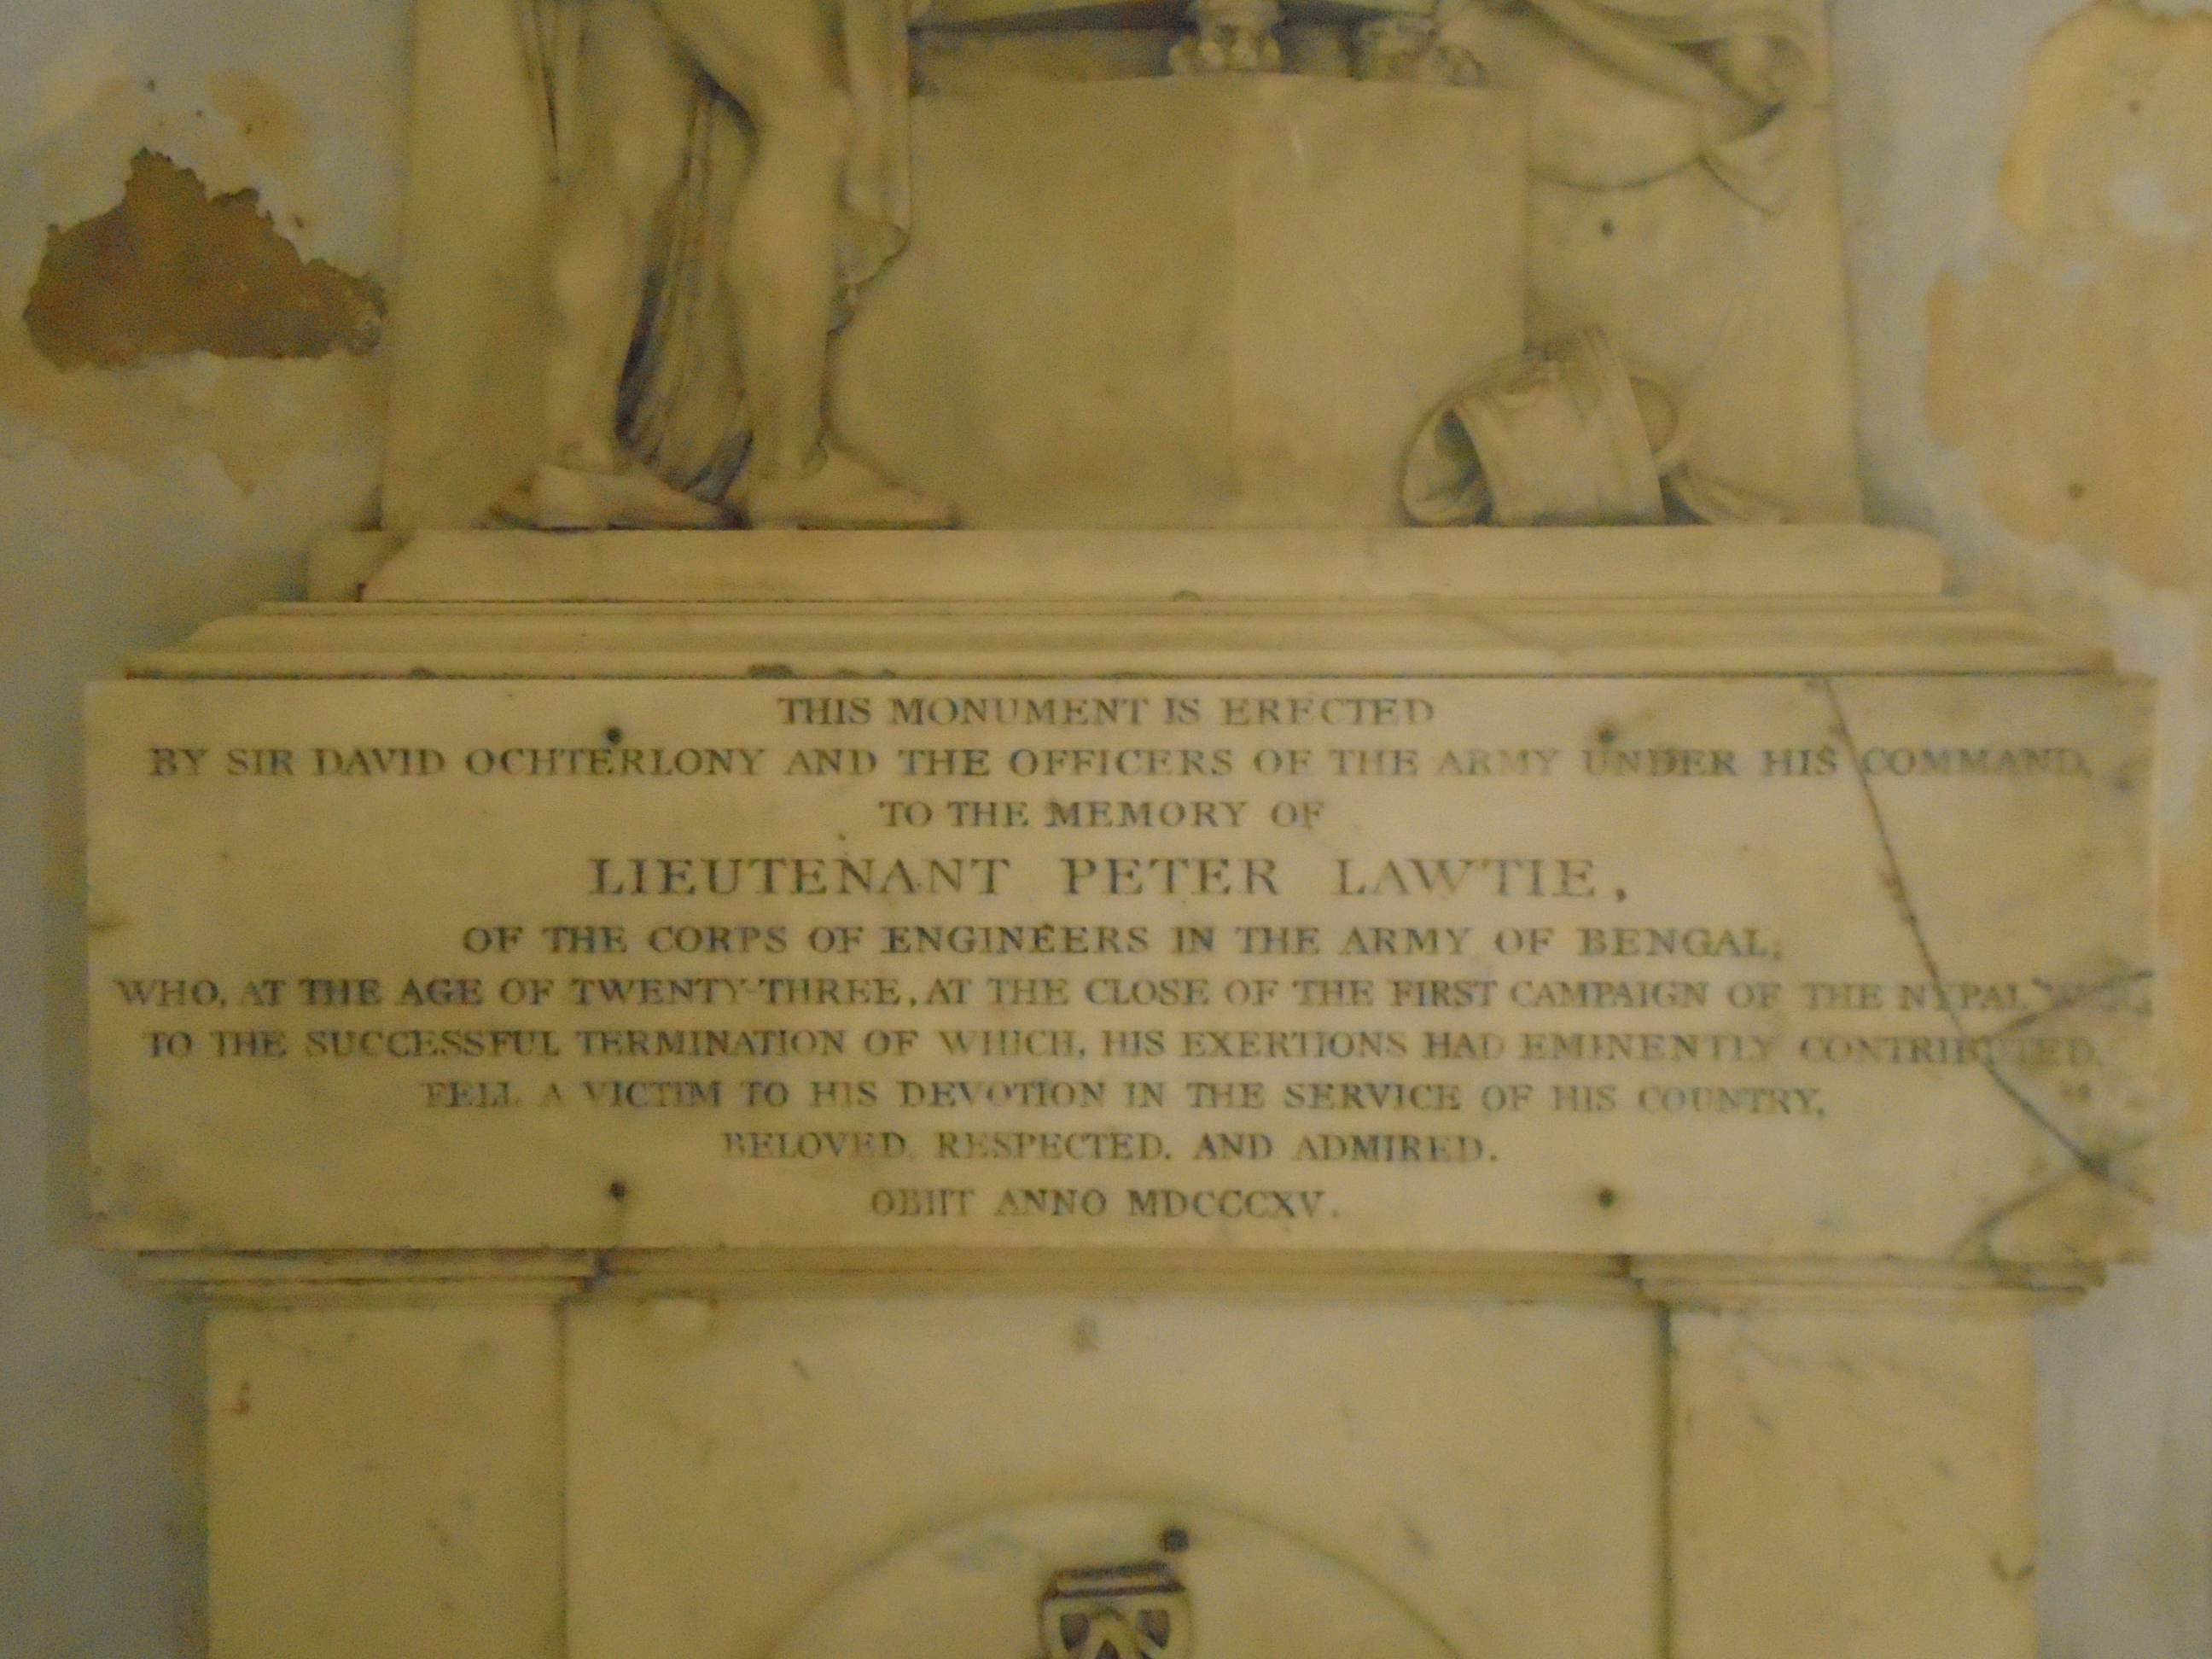 THIS MONUMENT IS ERECTED
BY SIR DAVID OCHTERLONY AND THE OFFICERS OF THE ARMY UNDER HIS COMMAND,
TO THE MEMORY OF
LIEUTENANT PETER LAWTIE,
OF THE CORPS OF ENGINEERS IN THE ARMY OF BENGAL;
WHO, AT THE AGE OF TWENTY-THREE, AT THE CLOSE OF THE FIRST CAMPAIGN OF THE NYPAL
TO THE SUCCESSFUL TERMINATION OF WHICH, HIS EXERTIONS HAD EMINENTLY CONTRIBUTED,
FELL A VICTIM TO HIS DEVOTION IN THE SERVICE OF HIS COUNTRY,
BELOVED, RESPECTED, AND ADMIRED.
OBIIT ANNO MDCCCXV.